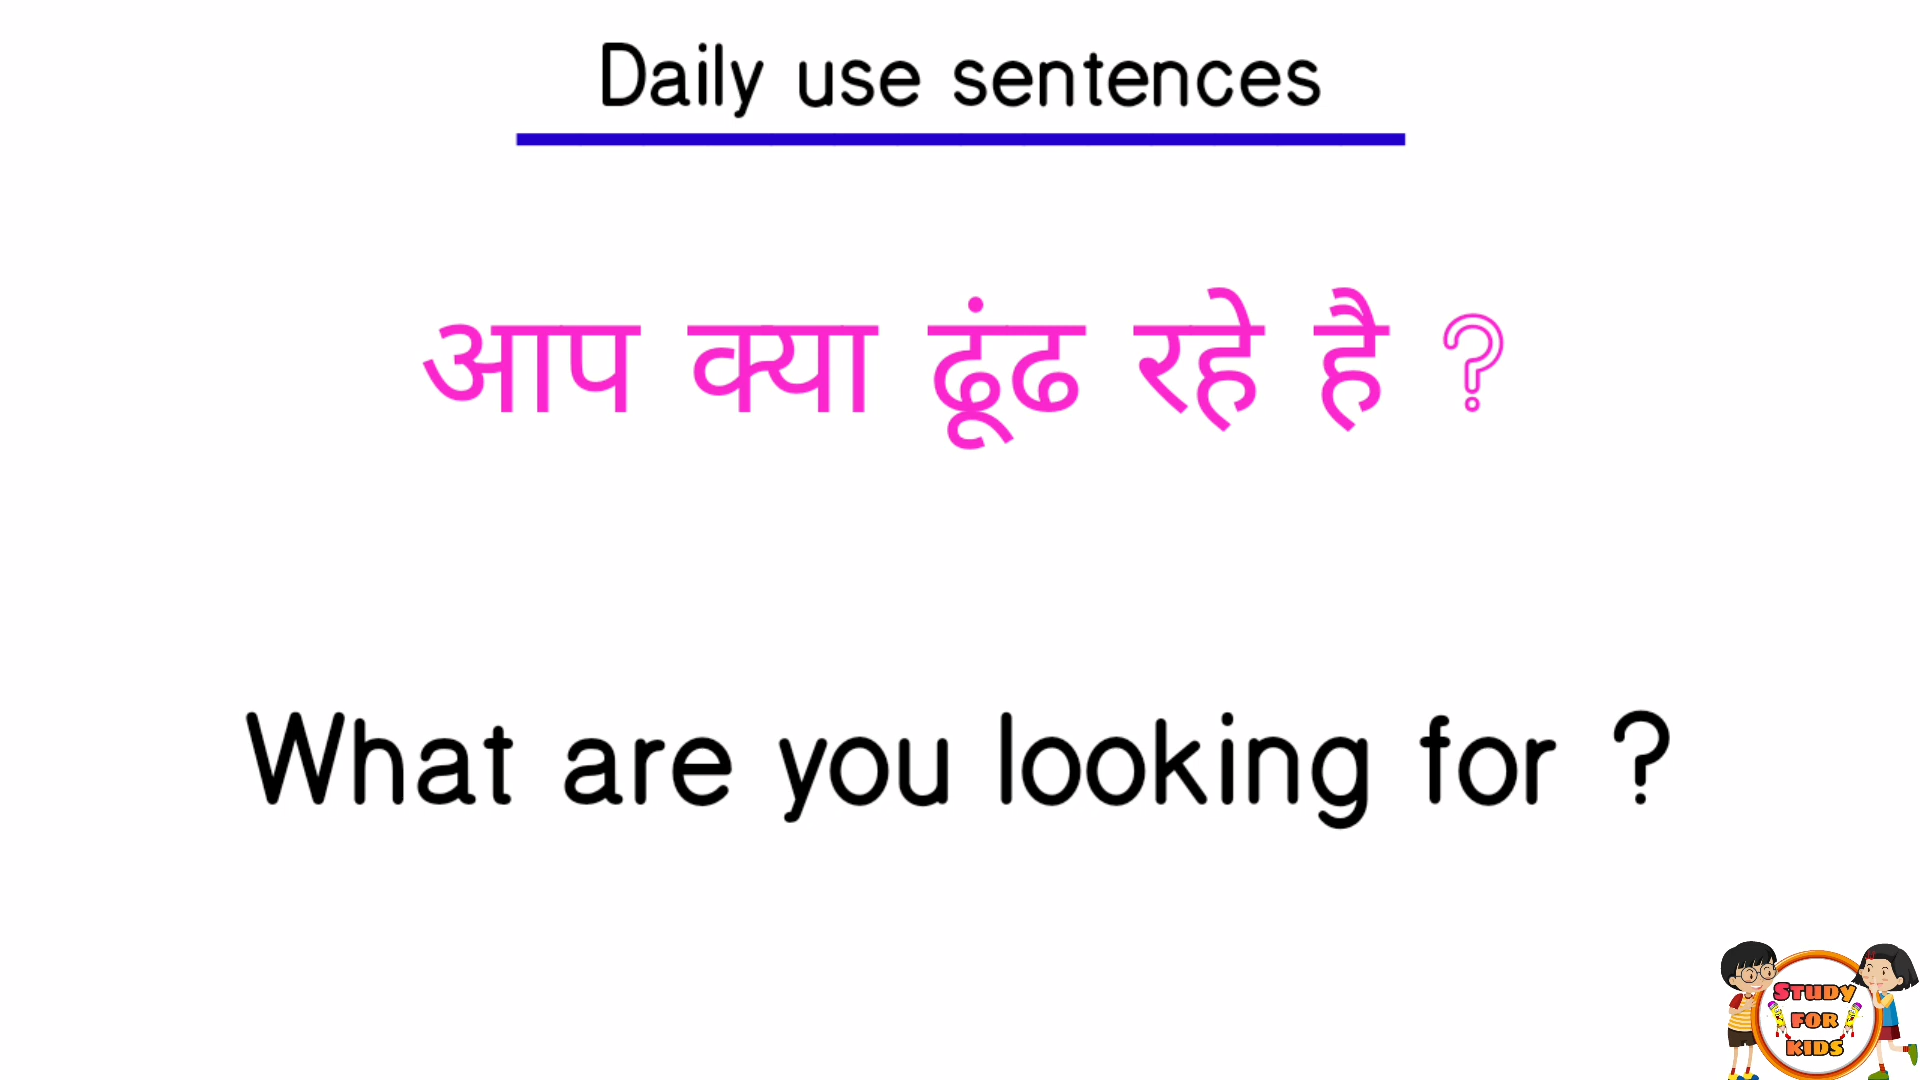 Daily use sentences
आप क्या ढूंढ रहे है ?
What are you looking for ?
STUDY
FOR
KIDS